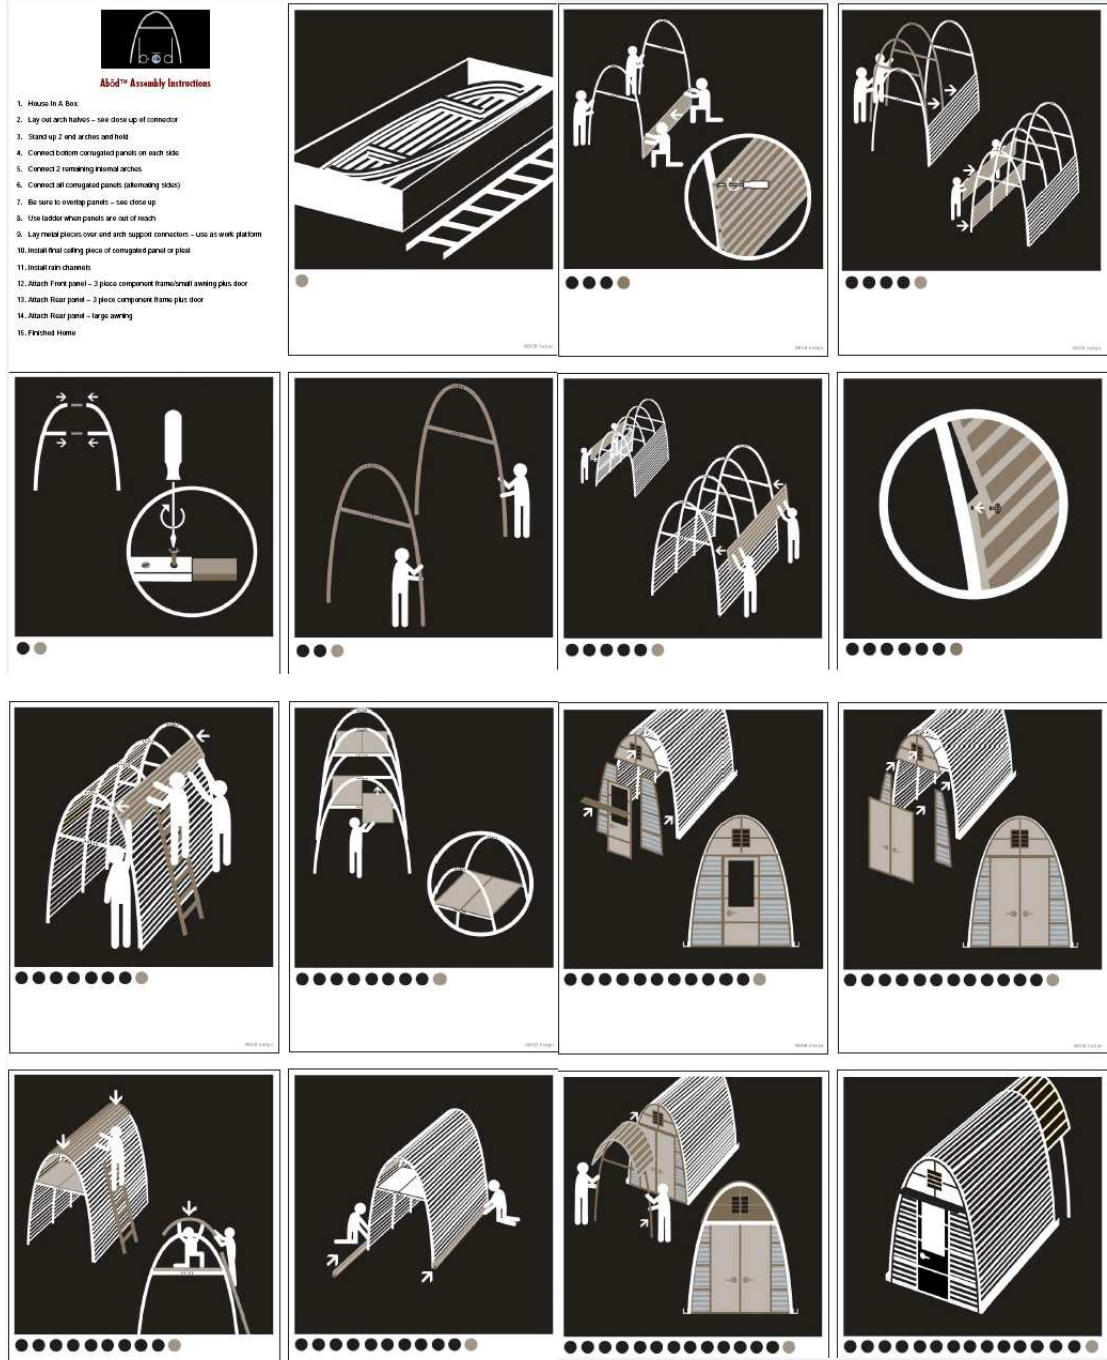 Abōd™ Assembly Instructions
1. House In A Box
2. Lay out arch halves – see close up of connector
3. Stand up 2 end arches and hold
4. Connect bottom corrugated panels on each side
5. Connect 2 remaining internal arches
6. Connect all corrugated panels (alternating sides)
7. Be sure to overlap panels – see close up
8. Use ladder when panels are out of reach
9. Lay metal pieces over end arch support connectors – use as work platform
10. Install final ceiling piece of corrugated panel or plexi
11. Install rain channels
12. Attach Front panel – 3 piece component frame/small awning plus door
13. Attach Rear panel – 3 piece component frame plus door
14. Attach Rear panel – large awning
15. Finished Home